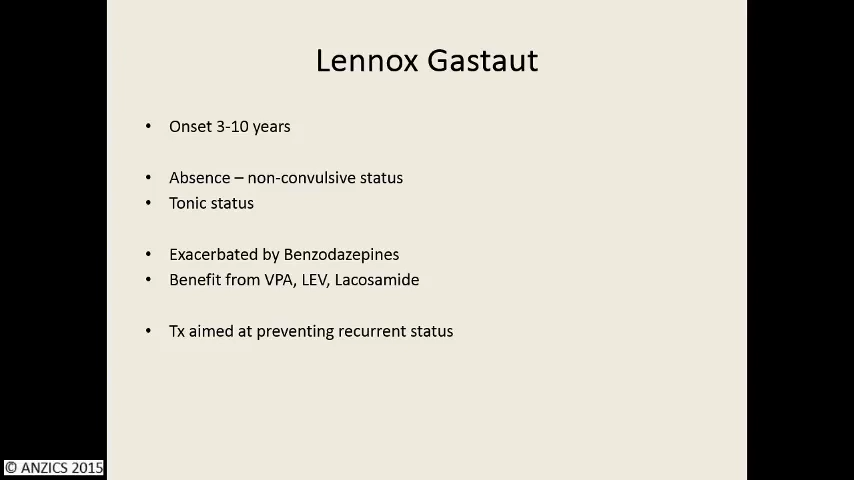 Lennox Gastaut
• Onset 3-10 years
• Absence – non-convulsive status
• Tonic status
• Exacerbated by Benzodazepines
• Benefit from VPA, LEV, Lacosamide
• Tx aimed at preventing recurrent status
© ANZICS 2015